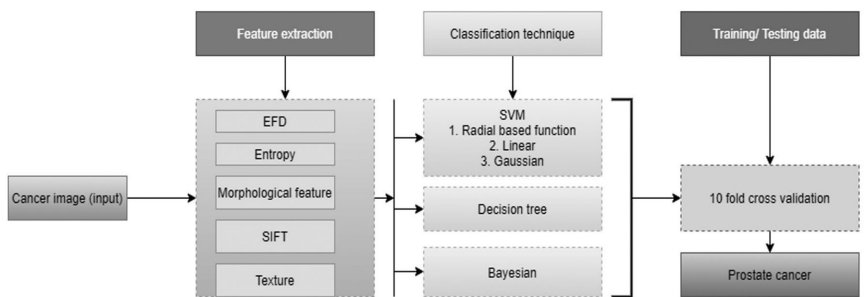 Feature extraction
Classification technique
Training/ Testing data
Cancer image (input)
EFD
Entropy
Morphological feature
SIFT
Texture
SVM
1. Radial based function
2. Linear
3. Gaussian
Decision tree
Bayesian
10 fold cross validation
Prostate cancer